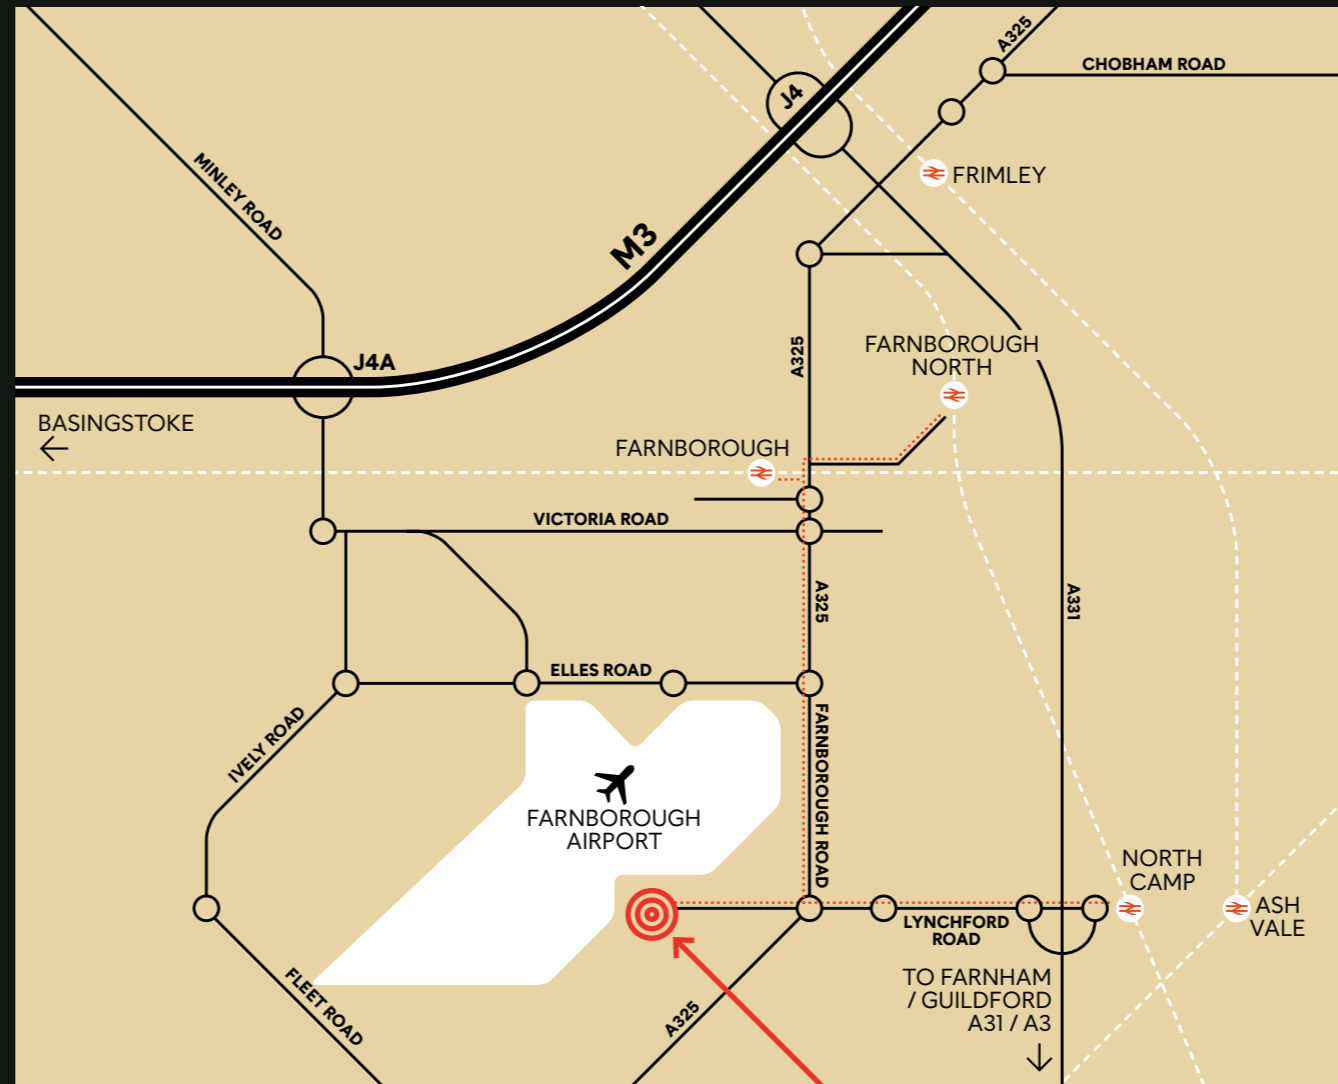 A325
CHOBHAM ROAD
J4
MINLEY ROAD
FRIMLEY
M3
J4A
A325
FARNBOROUGH
NORTH
BASINGSTOKE
FARNBOROUGH
VICTORIA ROAD
A325
A331
ELLES ROAD
IVELY ROAD
FARNBOROUGH ROAD
FARNBOROUGH
AIRPORT
NORTH
CAMP
ASH
VALE
LYNCHFORD
ROAD
FLEET ROAD
A325
TO FARNHAM
/ GUILDFORD
A31 / A3